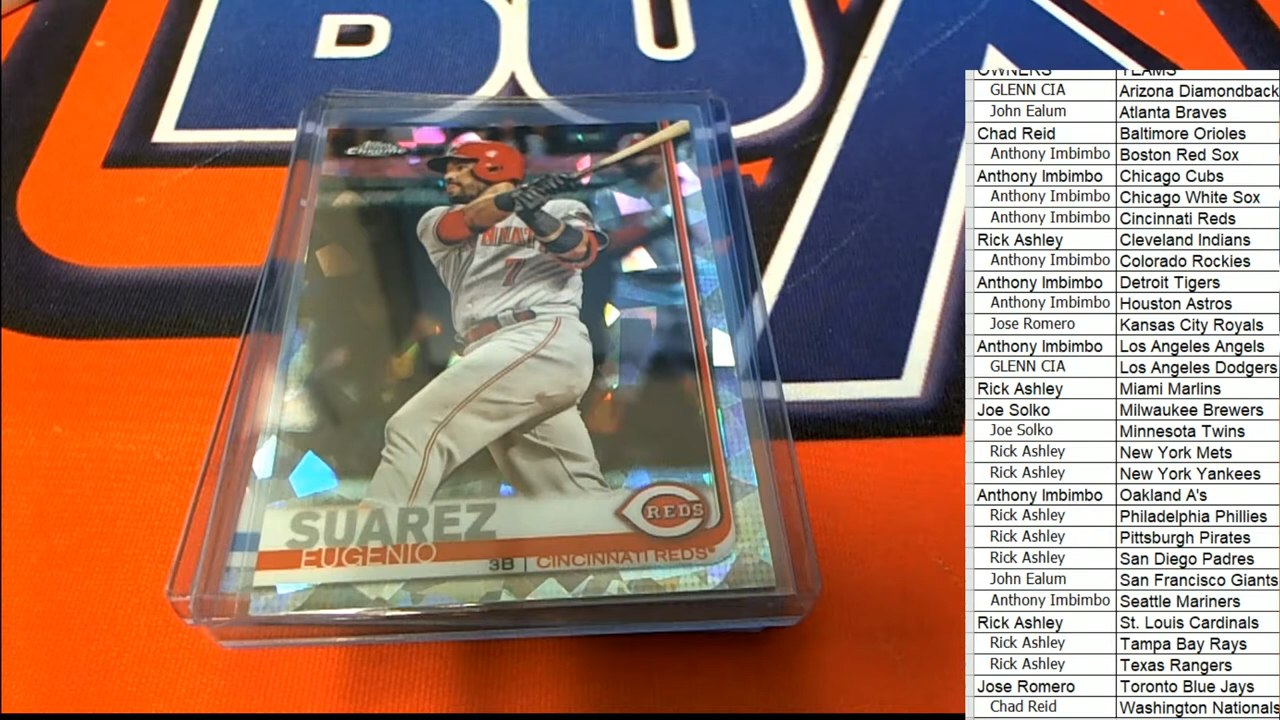 Topps
Chrome
7
SUAREZ
EUGENIO
3B | CINCINNATI REDS
REDS
OWNERS TEAMS
GLENN CIA Arizona Diamondback
John Ealum Atlanta Braves
Chad Reid Baltimore Orioles
Anthony Imbimbo Boston Red Sox
Anthony Imbimbo Chicago Cubs
Anthony Imbimbo Chicago White Sox
Anthony Imbimbo Cincinnati Reds
Rick Ashley Cleveland Indians
Anthony Imbimbo Colorado Rockies
Anthony Imbimbo Detroit Tigers
Anthony Imbimbo Houston Astros
Jose Romero Kansas City Royals
Anthony Imbimbo Los Angeles Angels
GLENN CIA Los Angeles Dodgers
Rick Ashley Miami Marlins
Joe Solko Milwaukee Brewers
Joe Solko Minnesota Twins
Rick Ashley New York Mets
Rick Ashley New York Yankees
Anthony Imbimbo Oakland A's
Rick Ashley Philadelphia Phillies
Rick Ashley Pittsburgh Pirates
Rick Ashley San Diego Padres
John Ealum San Francisco Giants
Anthony Imbimbo Seattle Mariners
Rick Ashley St. Louis Cardinals
Rick Ashley Tampa Bay Rays
Rick Ashley Texas Rangers
Jose Romero Toronto Blue Jays
Chad Reid Washington Nationals